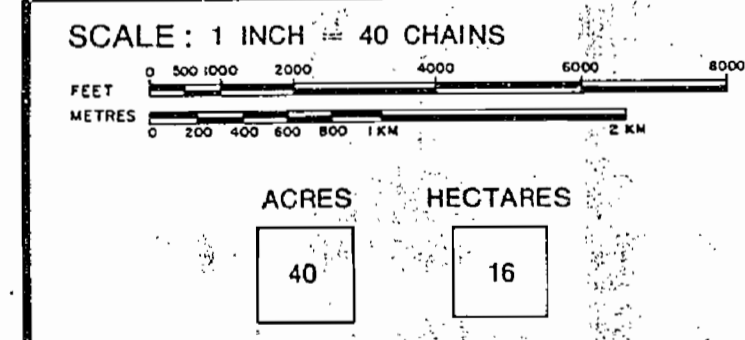 SCALE: 1 INCH = 40 CHAINS
0 500 1000 2000 4000 6000 8000
FEET
METRES
0 200 400 600 800 1 KM 2 KM
ACRES HECTARES
40 16